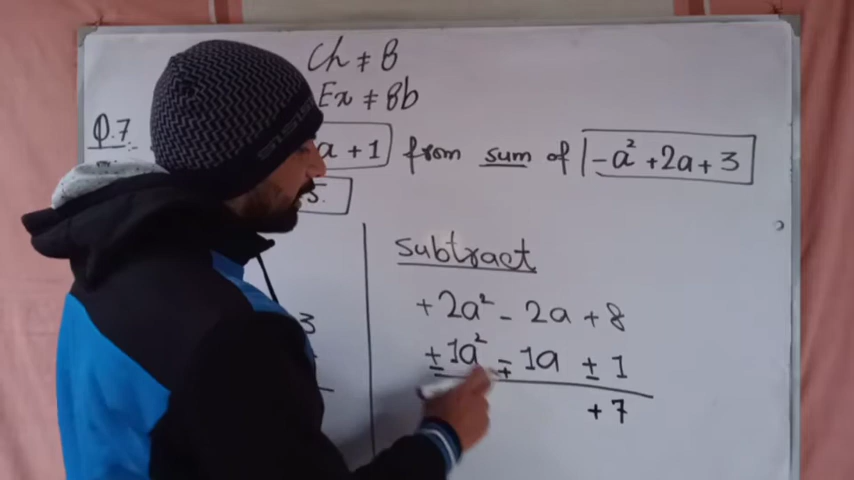 Ch ≠ 8
Ex ≠ 8b
Q.7 a + 1 from sum of -a² + 2a + 3
5.
subtract
+ 2a² - 2a + 8
3
± 1a² ∓ 1a ± 1
+ 7